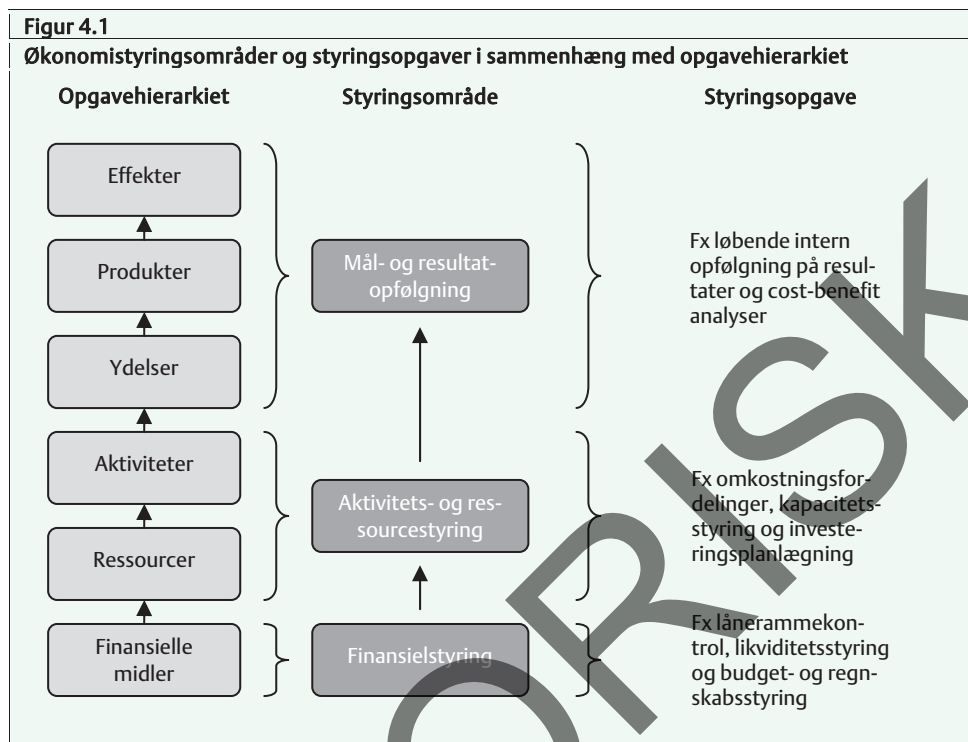 Figur 4.1
Økonomistyringsområder og styringsopgaver i sammenhæng med opgavehierarkiet
Opgavehierarkiet
Styringsområde
Styringsopgave
Effekter
Produkter
Ydelser
Aktiviteter
Ressourcer
Finansielle
midler
Mål- og resultat-
opfølgning
Aktivitets- og res-
sourcestyring
Finansielstyring
Fx løbende intern
opfølgning på resul-
tater og cost-benefit
analyser
Fx omkostningsfor-
delinger, kapacitets-
styring og investe-
ringsplanlægning
Fx lånerammekon-
trol, likviditetsstyring
og budget- og regn-
skabsstyring
ORISK